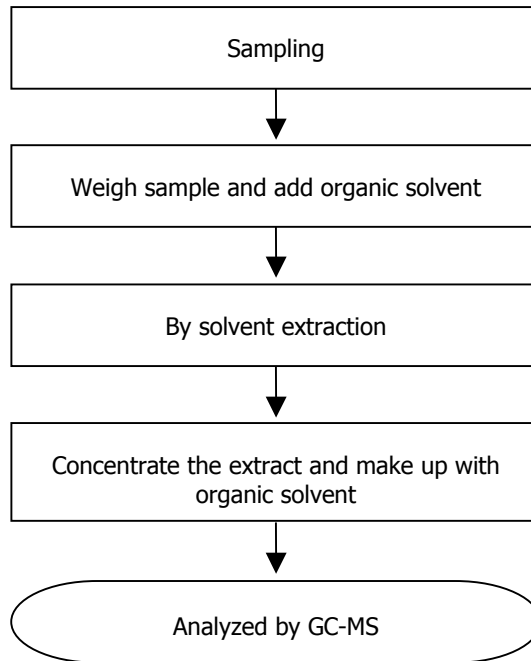 Sampling
Weigh sample and add organic solvent
By solvent extraction
Concentrate the extract and make up with
organic solvent
Analyzed by GC-MS